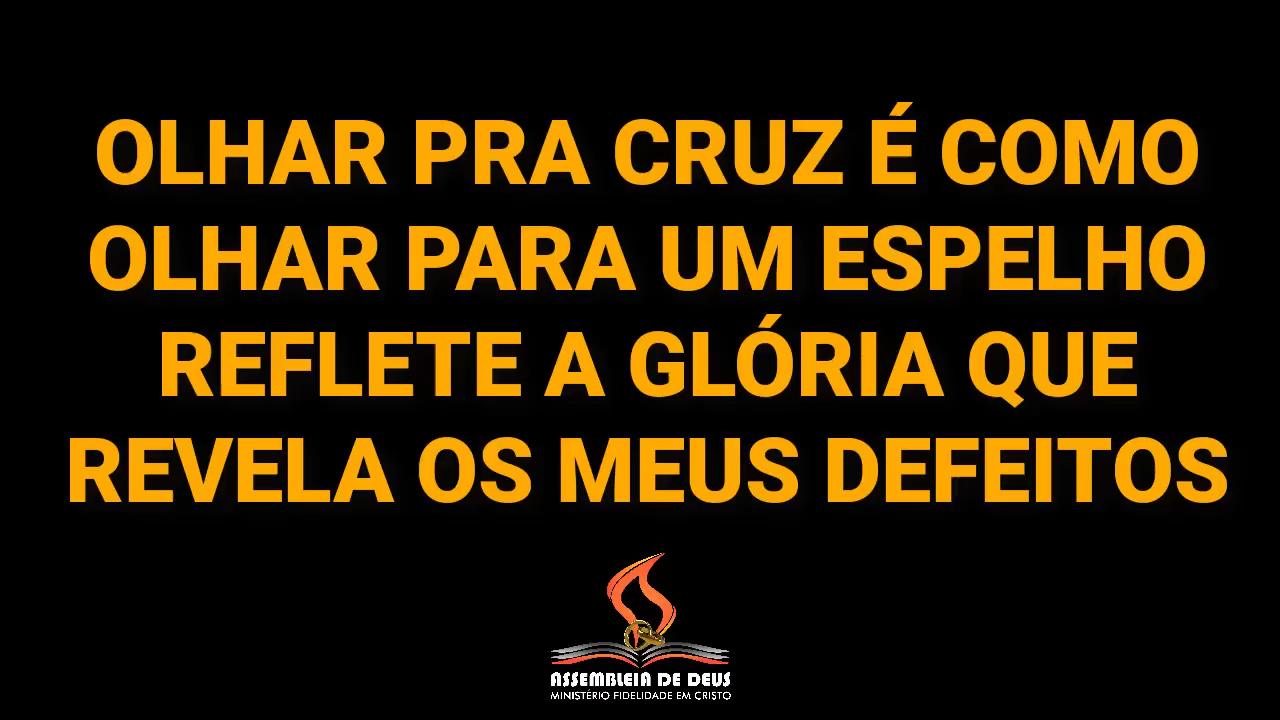 OLHAR PRA CRUZ É COMO
OLHAR PARA UM ESPELHO
REFLETE A GLÓRIA QUE
REVELA OS MEUS DEFEITOS
ASSEMBLEIA DE DEUS
MINISTÉRIO FIDELIDADE EM CRISTO